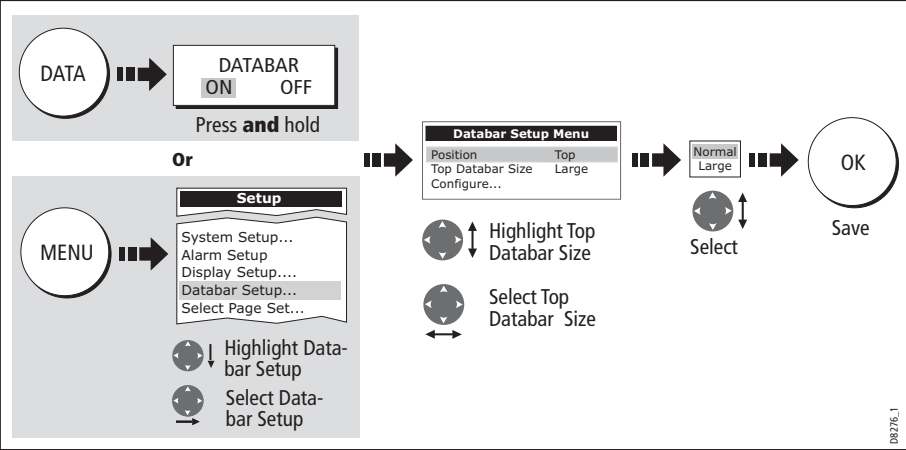 DATA
DATABAR
ON OFF
Press and hold
Or
MENU
Setup
System Setup...
Alarm Setup
Display Setup....
Databar Setup...
Select Page Set...
Highlight Data-
bar Setup
Select Data-
bar Setup
Databar Setup Menu
Position Top
Top Databar Size Large
Configure...
Highlight Top
Databar Size
Select Top
Databar Size
Normal
Large
Select
OK
Save
D8276_1